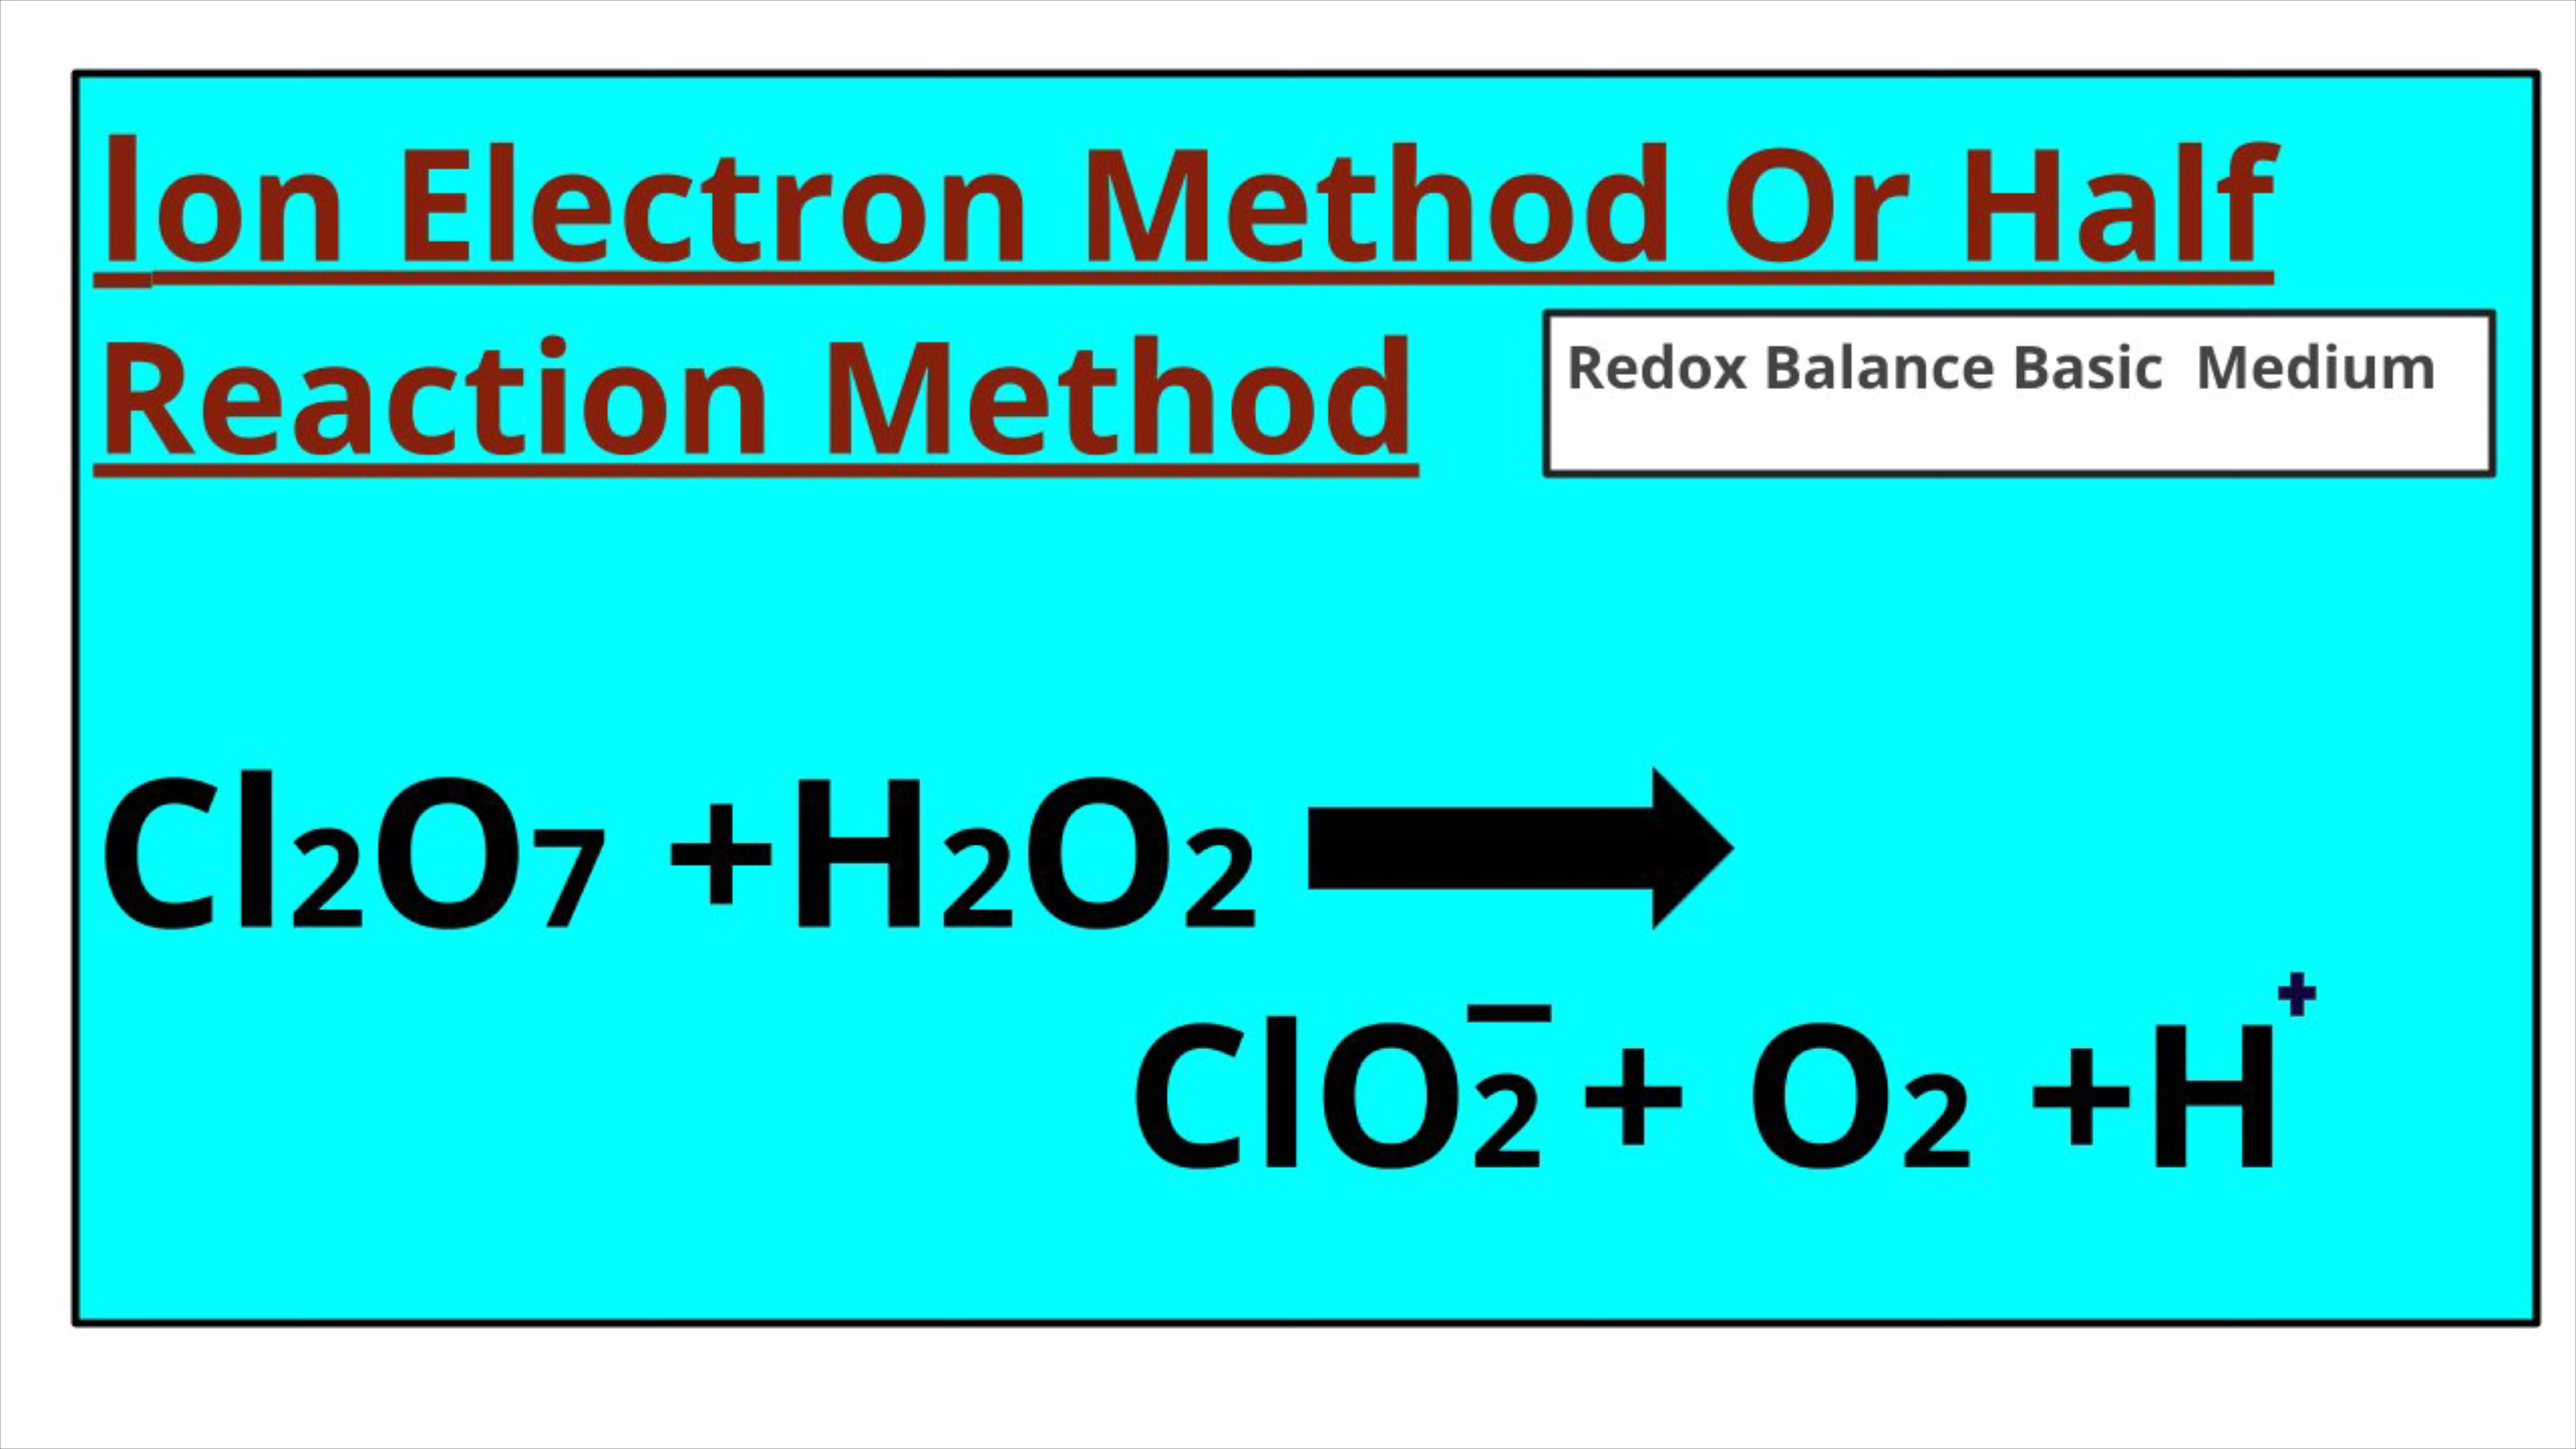 Ion Electron Method Or Half
Reaction Method
Redox Balance Basic  Medium
Cl₂O₇ +H₂O₂ ➡
ClO₂⁻ + O₂ +H⁺